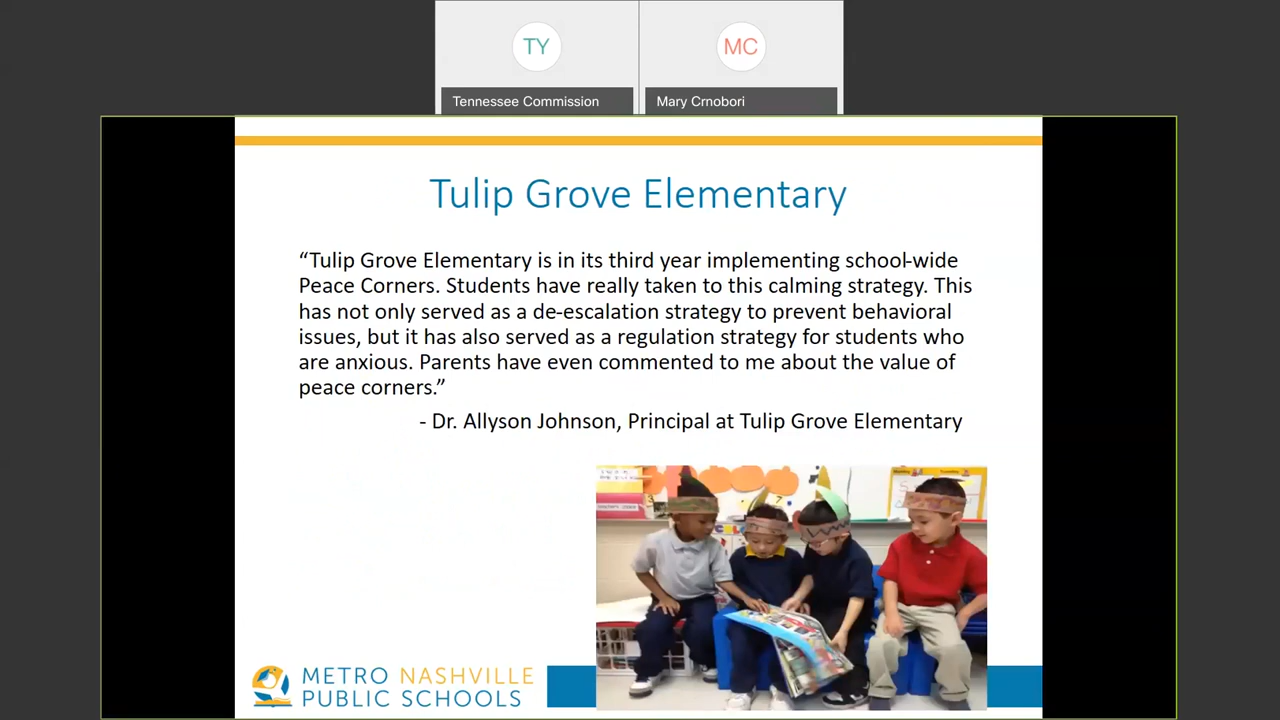 TY
MC
Tennessee Commission
Mary Crnobori
Tulip Grove Elementary
“Tulip Grove Elementary is in its third year implementing school-wide
Peace Corners. Students have really taken to this calming strategy. This
has not only served as a de-escalation strategy to prevent behavioral
issues, but it has also served as a regulation strategy for students who
are anxious. Parents have even commented to me about the value of
peace corners.”
- Dr. Allyson Johnson, Principal at Tulip Grove Elementary
METRO NASHVILLE
PUBLIC SCHOOLS